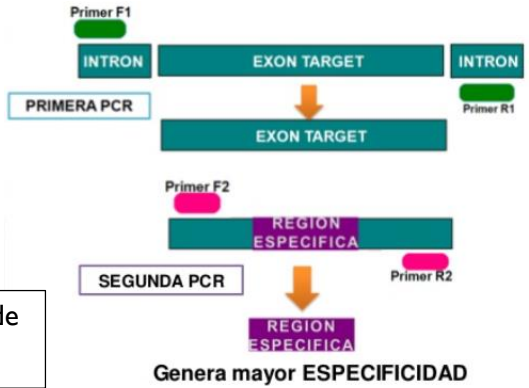 Primer F1
INTRON
EXON TARGET
INTRON
PRIMERA PCR
Primer R1
EXON TARGET
Primer F2
REGION
ESPECIFICA
Primer R2
SEGUNDA PCR
de
REGION
ESPECIFICA
Genera mayor ESPECIFICIDAD